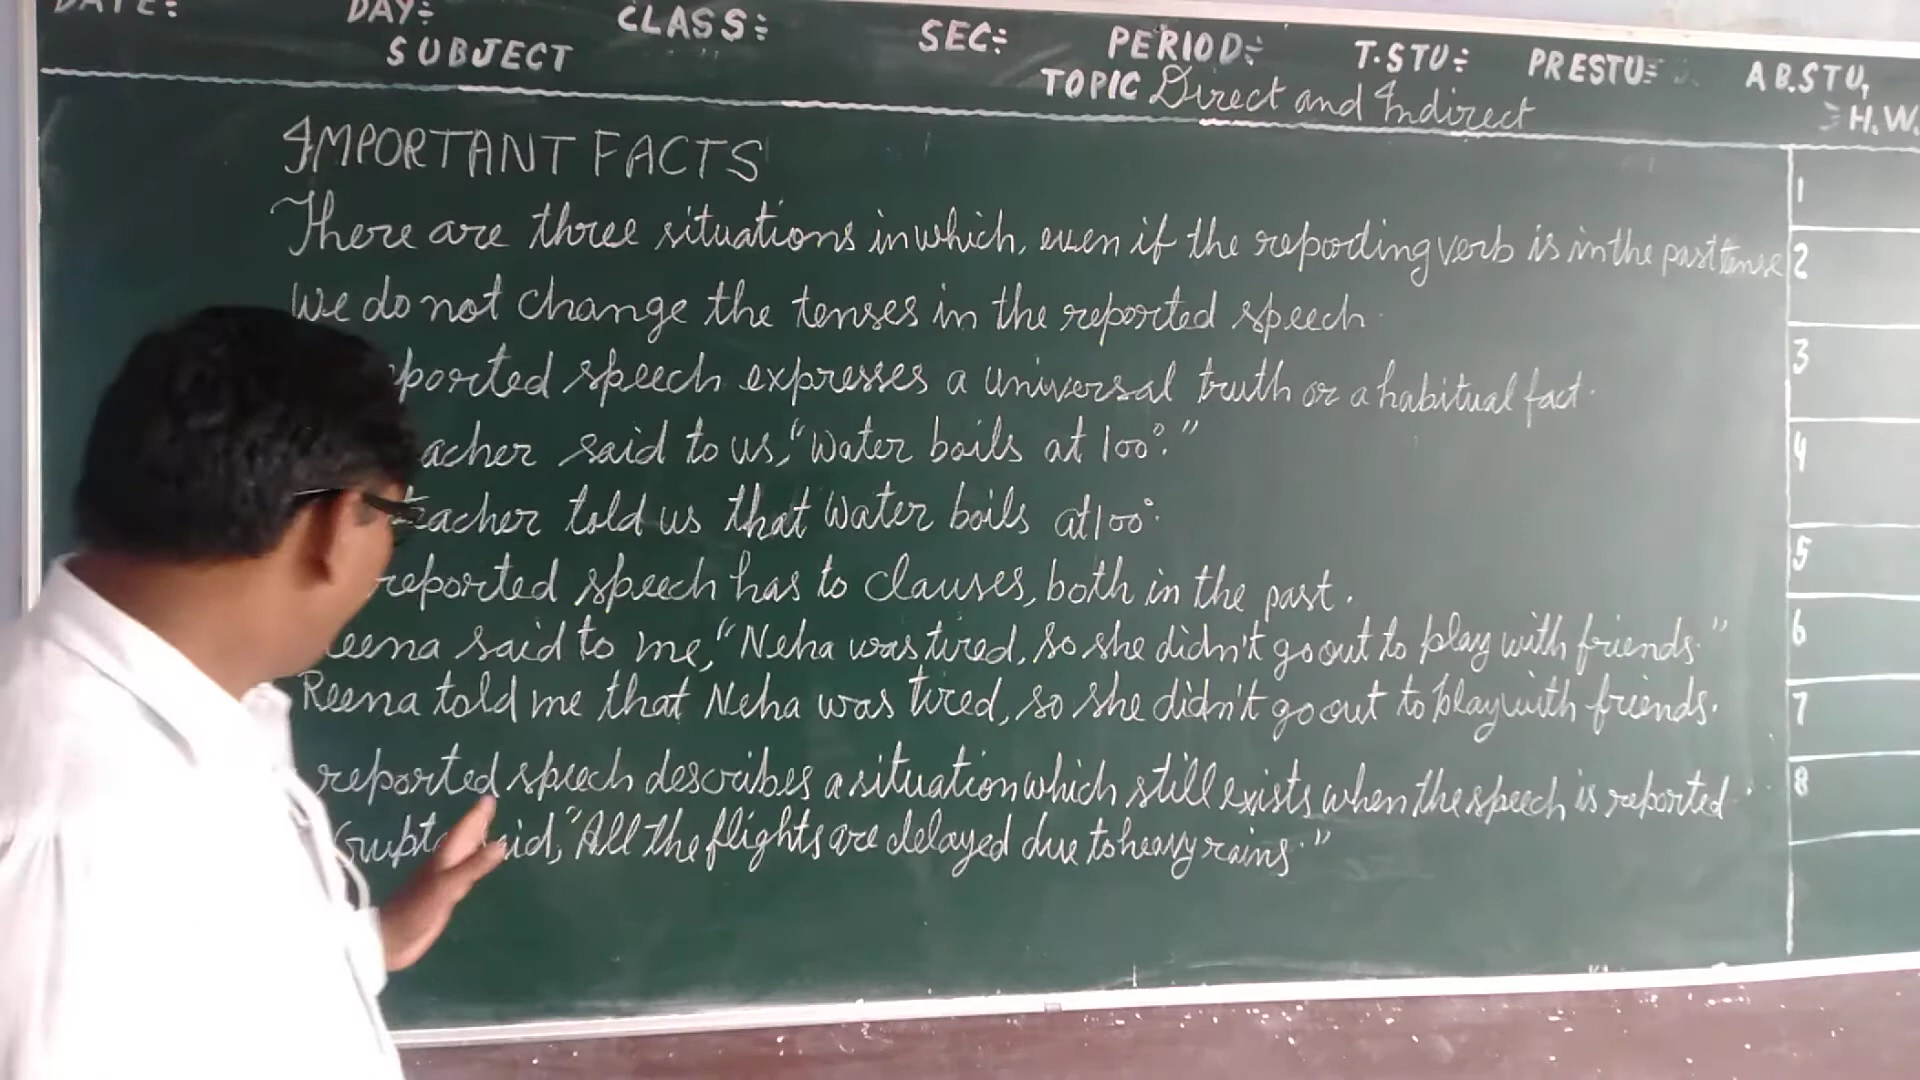 DATE:
DAY:
CLASS:
SEC:
PERIOD:
T.STU:
PRESTU:
AB.STU,
SUBJECT
TOPIC Direct and Indirect
H.W.
IMPORTANT FACTS
There are three situations in which, even if the reporting verb is in the past tense
We do not change the tenses in the reported speech.
ported speech expresses a universal truth or a habitual fact.
acher said to us, "Water boils at 100°."
eacher told us that Water boils at 100°.
reported speech has to clauses, both in the past.
eena said to me, "Neha was tired, so she didn't go out to play with friends."
Reena told me that Neha was tired, so she didn't go out to play with friends.
reported speech describes a situation which still exists when the speech is reported.
Gupta said, "All the flights are delayed due to heavy rains."
1
2
3
4
5
6
7
8